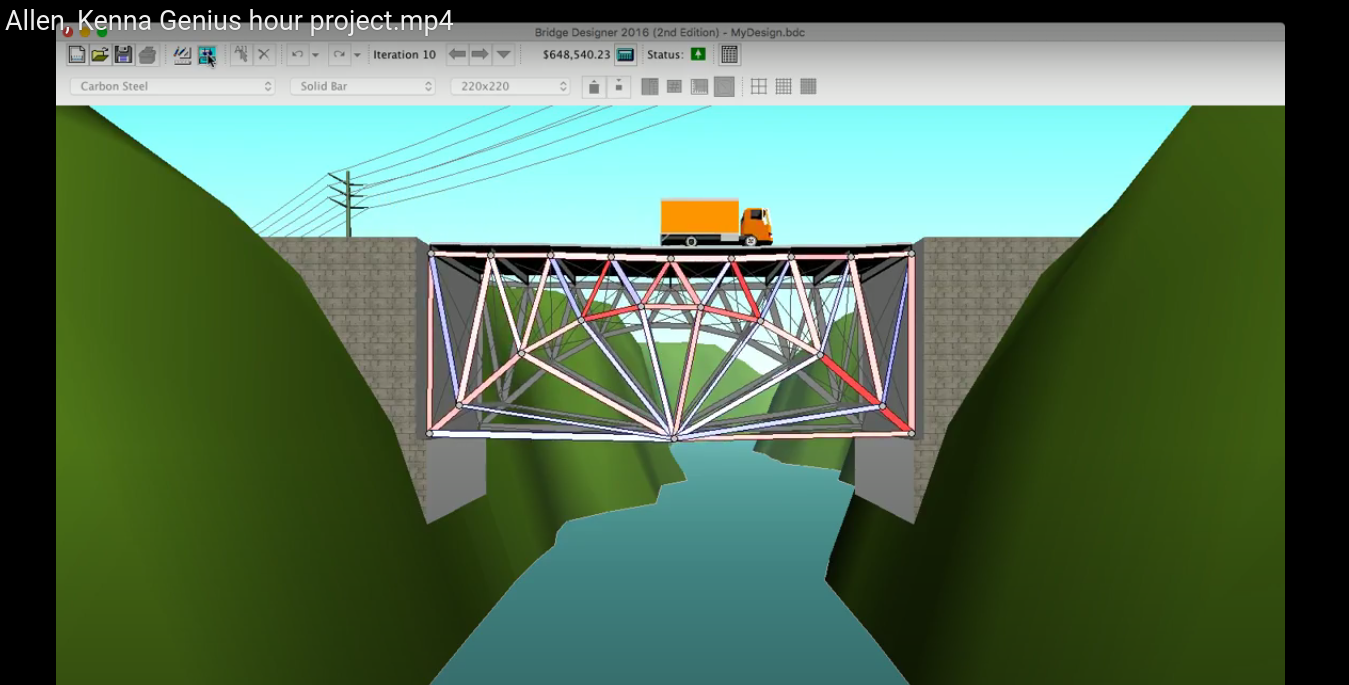 Allen, Kenna Genius hour project.mp4
Bridge Designer 2016 (2nd Edition) - MyDesign.bdc
Iteration 10
$648,540.23
Status:
Carbon Steel
Solid Bar
220x220